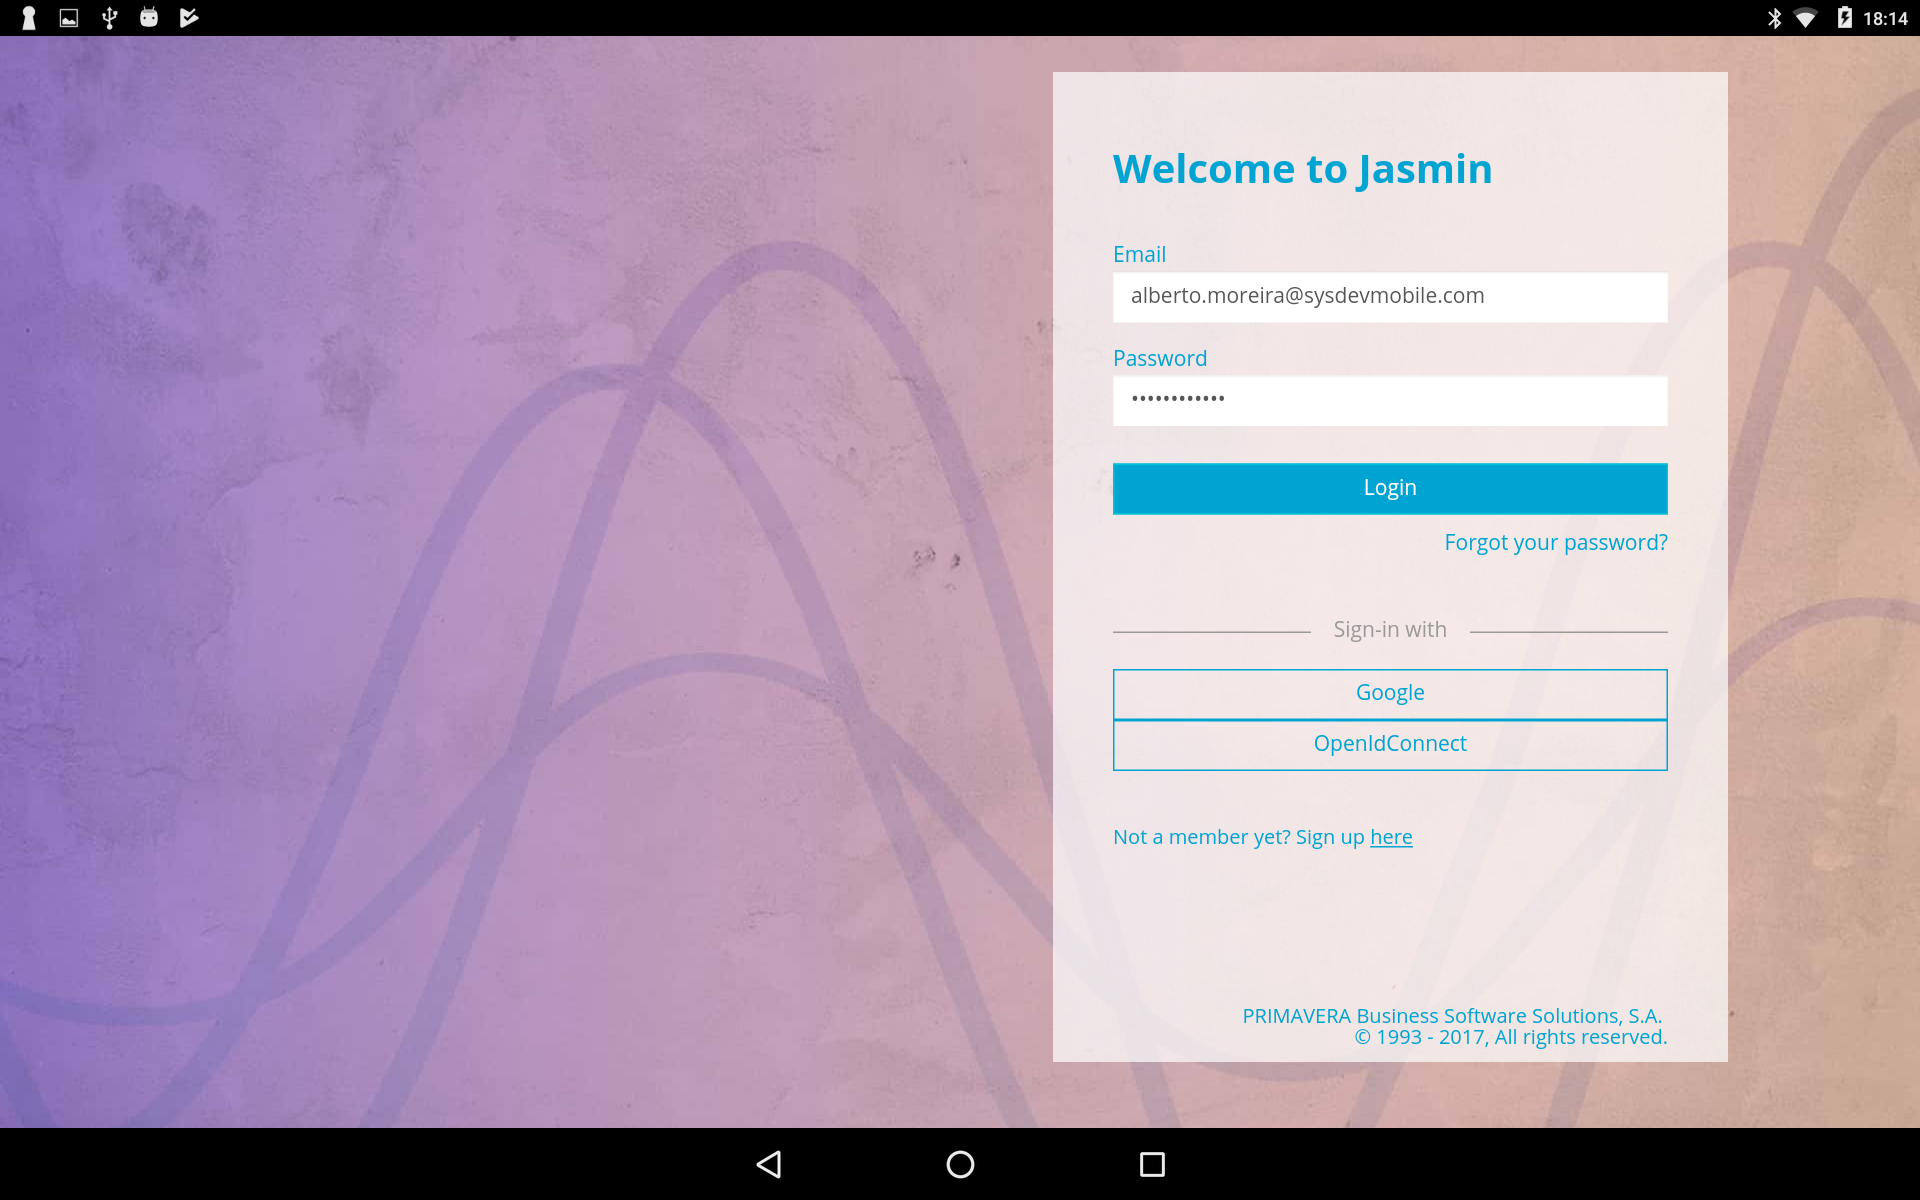 18:14
Welcome to Jasmin
Email
alberto.moreira@sysdevmobile.com
Password
••••••••••••
Login
Forgot your password?
Sign-in with
Google
OpenIdConnect
Not a member yet? Sign up here
PRIMAVERA Business Software Solutions, S.A.
© 1993 - 2017, All rights reserved.